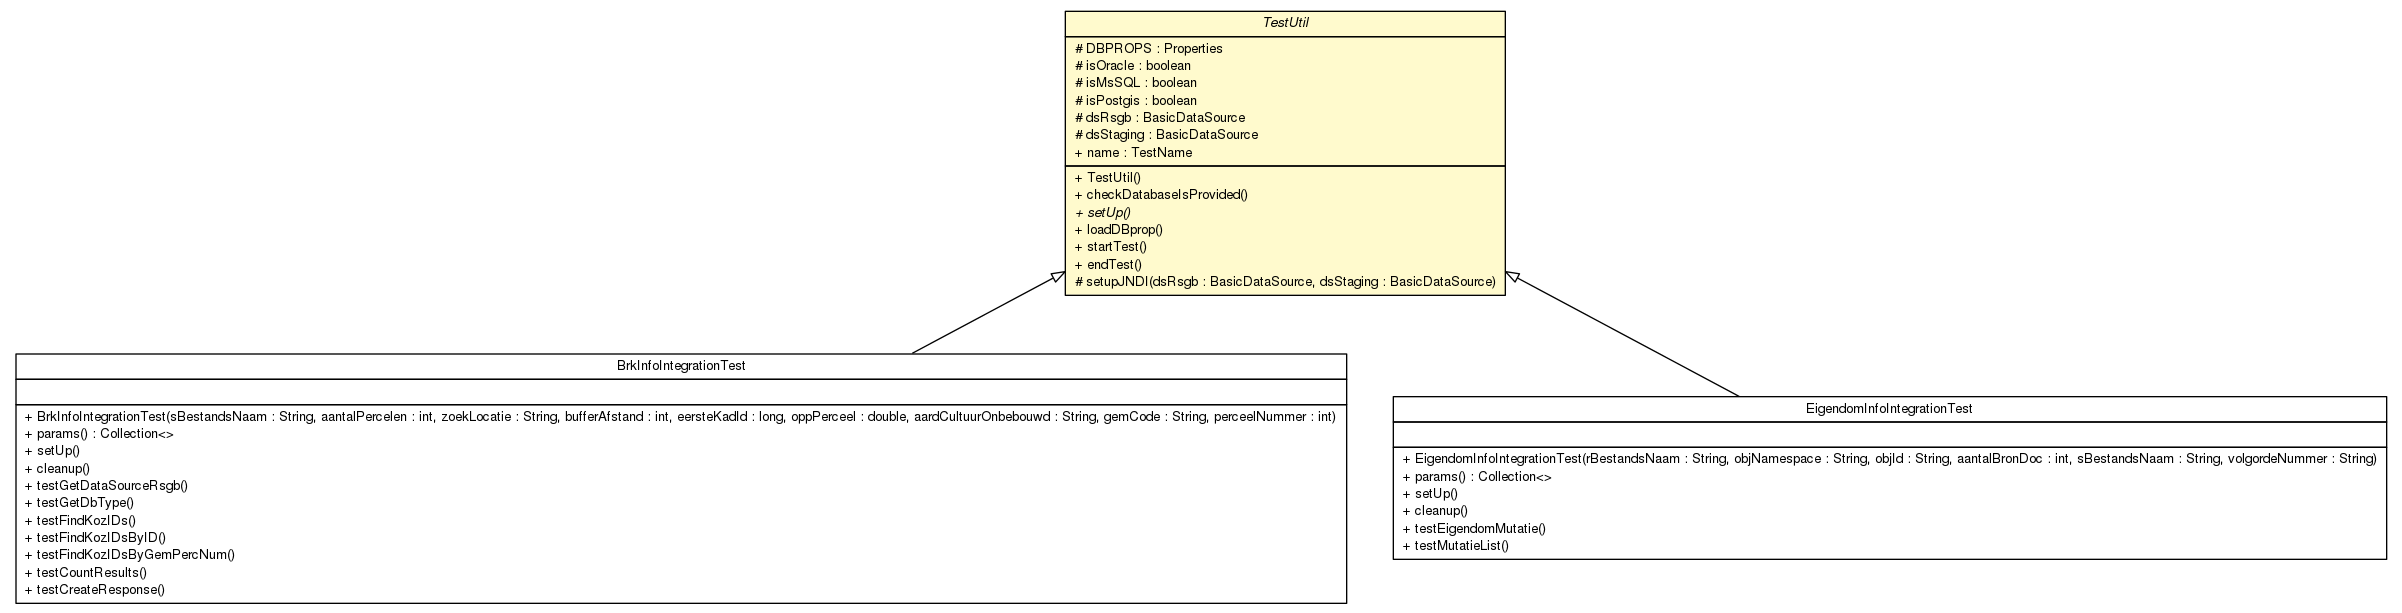 TestUtil
# DBPROPS : Properties
# isOracle : boolean
# isMsSQL : boolean
# isPostgis : boolean
# dsRsgb : BasicDataSource
# dsStaging : BasicDataSource
+ name : TestName
+ TestUtil()
+ checkDatabaseIsProvided()
+ setUp()
+ loadDBprop()
+ startTest()
+ endTest()
# setupJNDI(dsRsgb : BasicDataSource, dsStaging : BasicDataSource)
BrkInfoIntegrationTest
+ BrkInfoIntegrationTest(sBestandsNaam : String, aantalPercelen : int, zoekLocatie : String, bufferAfstand : int, eersteKadId : long, oppPerceel : double, aardCultuurOnbebouwd : String, gemCode : String, perceelNummer : int)
+ params() : Collection<>
+ setUp()
+ cleanup()
+ testGetDataSourceRsgb()
+ testGetDbType()
+ testFindKozIDs()
+ testFindKozIDsByID()
+ testFindKozIDsByGemPercNum()
+ testCountResults()
+ testCreateResponse()
EigendomInfoIntegrationTest
+ EigendomInfoIntegrationTest(rBestandsNaam : String, objNamespace : String, objId : String, aantalBronDoc : int, sBestandsNaam : String, volgordeNummer : String)
+ params() : Collection<>
+ setUp()
+ cleanup()
+ testEigendomMutatie()
+ testMutatieList()